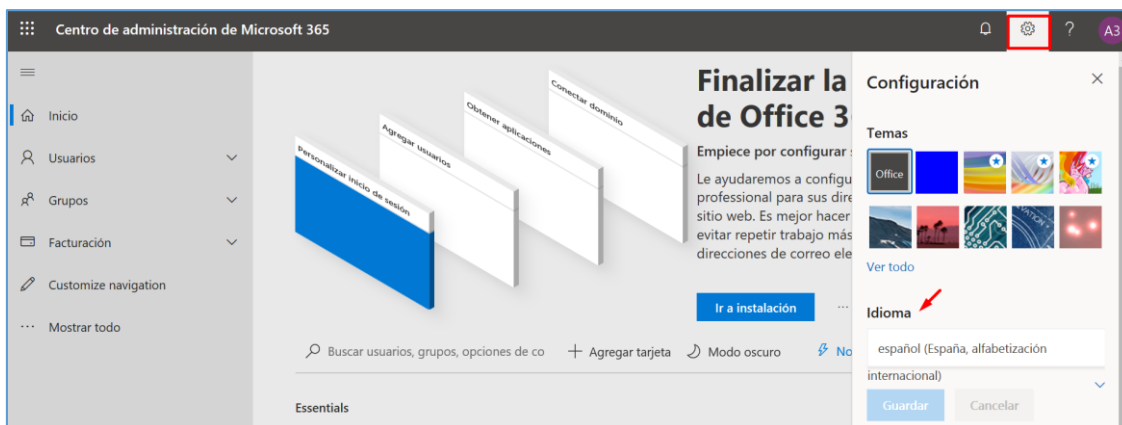 Centro de administración de Microsoft 365
?
A3
Inicio
Usuarios
Grupos
Facturación
Customize navigation
Mostrar todo
Personalizar inicio de sesión
Agregar usuarios
Obtener aplicaciones
Conectar dominio
Finalizar la
de Office 3
Empiece por configurar
Le ayudaremos a configu
professional para sus dire
sitio web. Es mejor hacer
evitar repetir trabajo más
direcciones de correo ele
Ir a instalación
Buscar usuarios, grupos, opciones de co
Agregar tarjeta
Modo oscuro
No
Essentials
Configuración
Temas
Office
Ver todo
Idioma
español (España, alfabetización
internacional)
Guardar
Cancelar